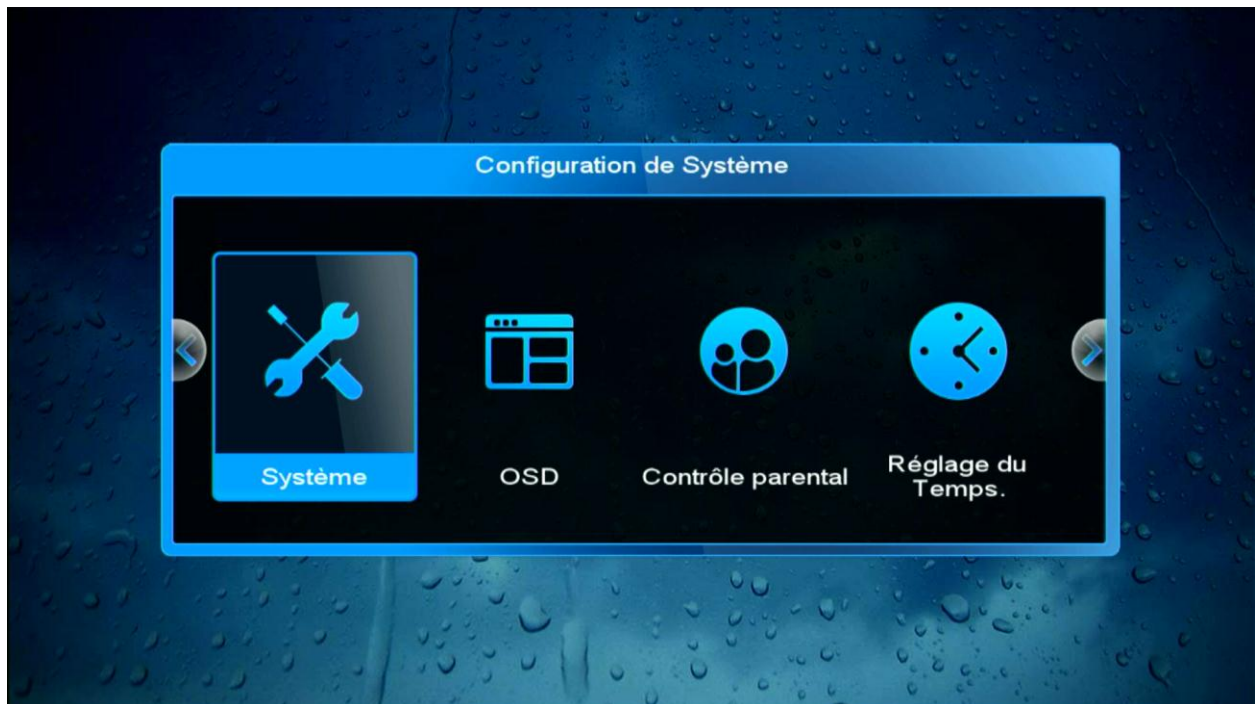 Configuration de Système
Système
OSD
Contrôle parental
Réglage du
Temps.